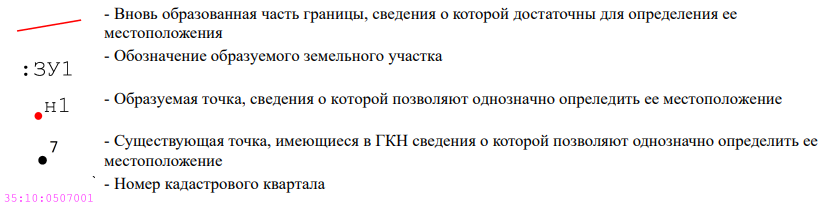 - Вновь образованная часть границы, сведения о которой достаточны для определения ее
местоположения
:ЗУ1 - Обозначение образуемого земельного участка
н1 - Образуемая точка, сведения о которой позволяют однозначно опреледить ее местоположение
7 - Существующая точка, имеющиеся в ГКН сведения о которой позволяют однозначно определить ее
местоположение
35:10:0507001 - Номер кадастрового квартала